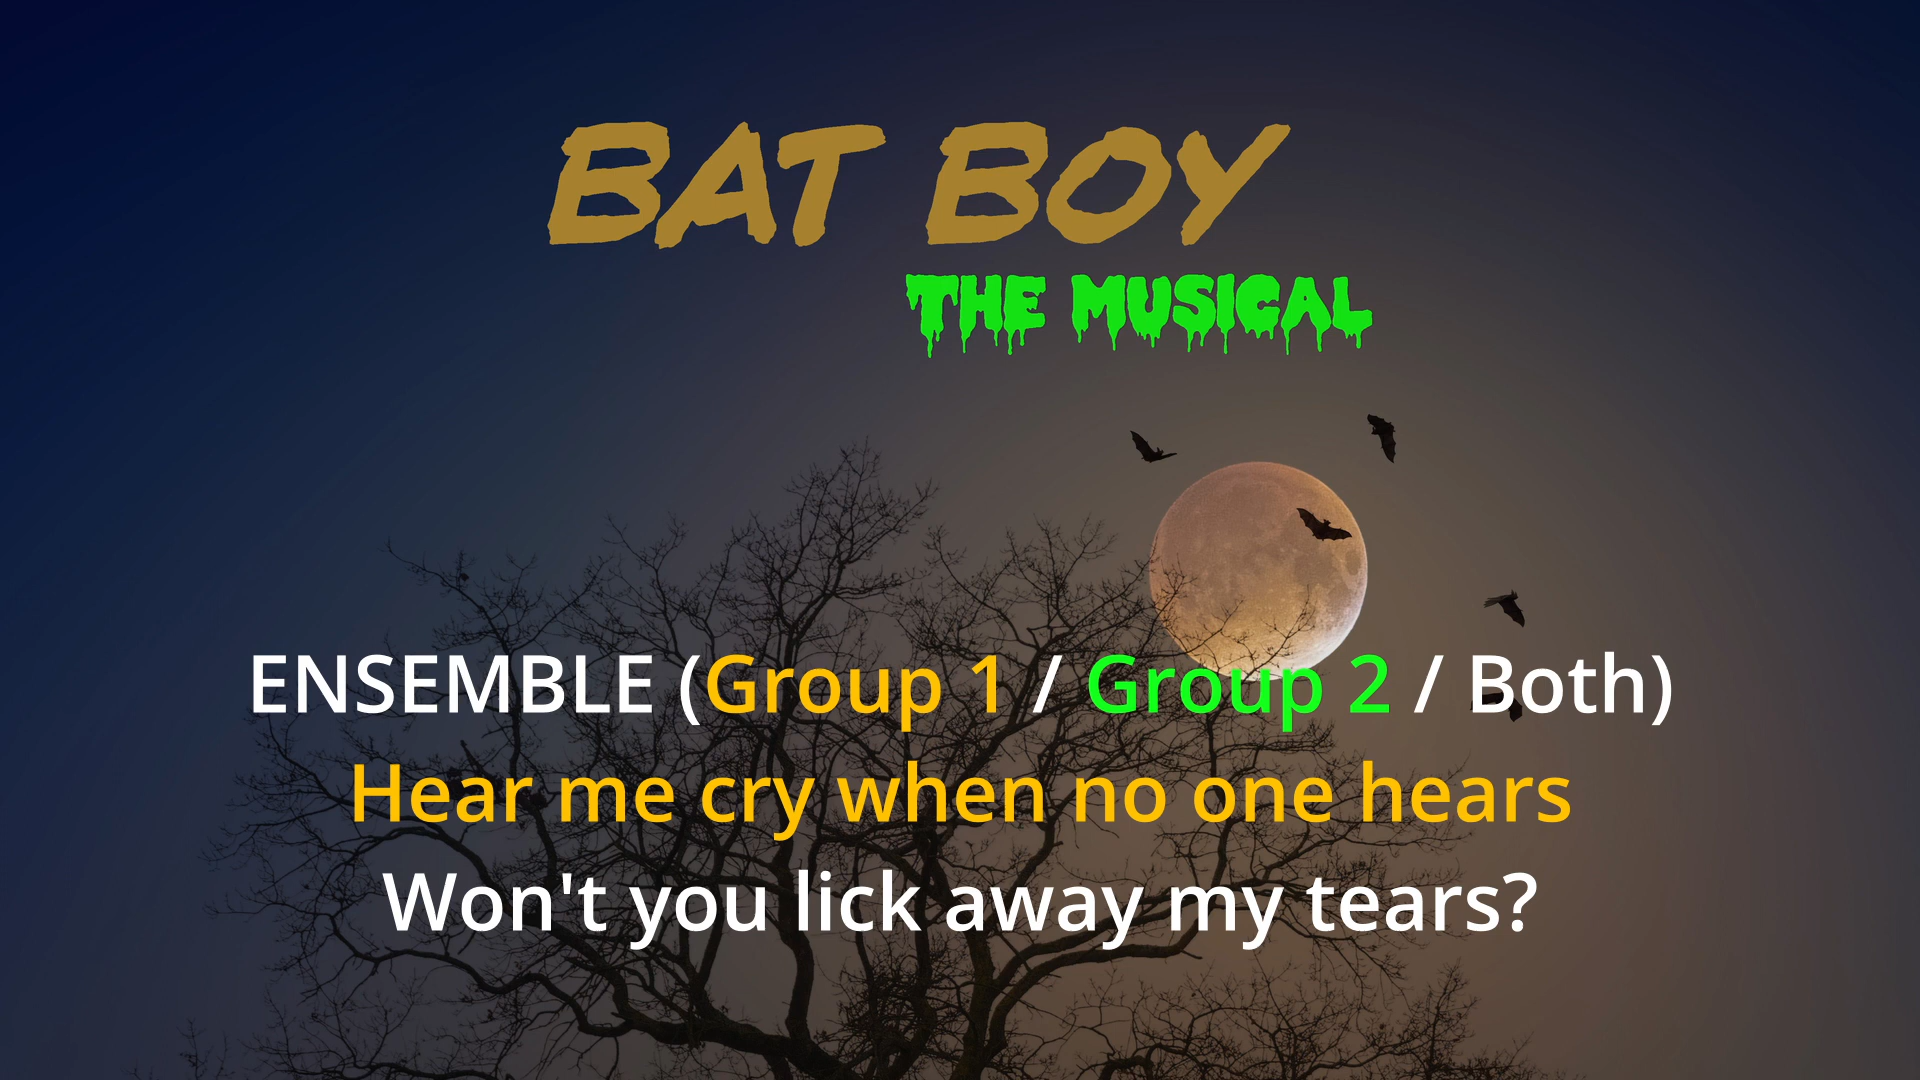 BAT BOY
THE MUSICAL
ENSEMBLE (Group 1 / Group 2 / Both)
Hear me cry when no one hears
Won't you lick away my tears?